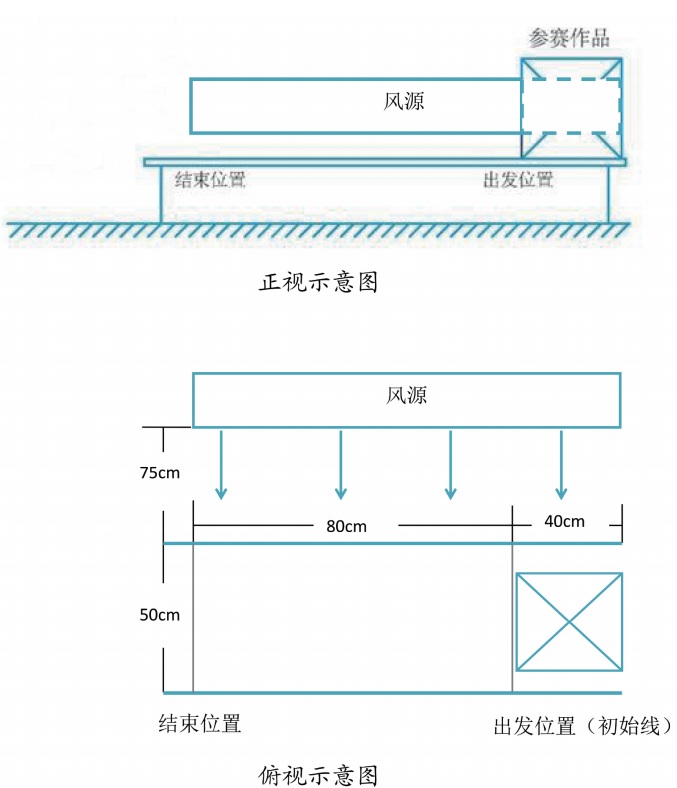 参赛作品
风源
结束位置
出发位置
正视示意图
风源
75cm
80cm
40cm
50cm
结束位置
出发位置（初始线）
俯视示意图